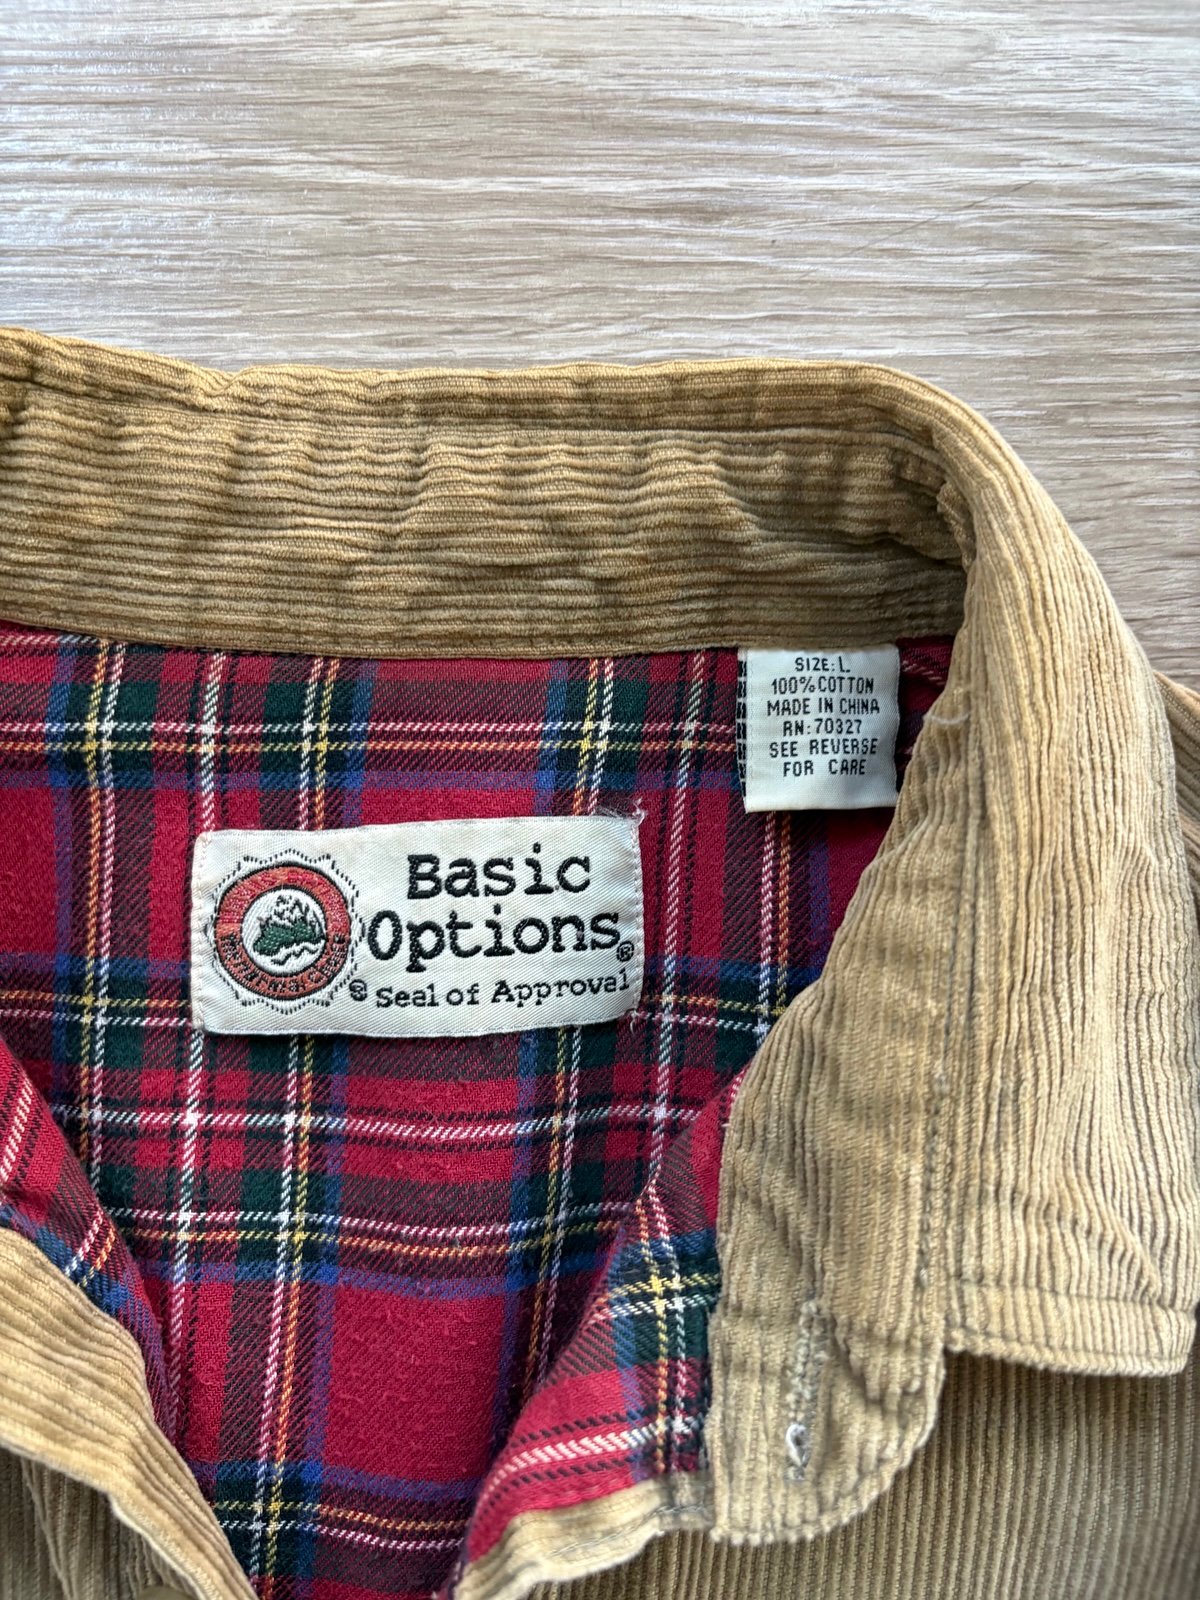 SIZE: L
100% COTTON
MADE IN CHINA
RN: 70327
SEE REVERSE
FOR CARE
Basic
Options®
® Seal of Approval